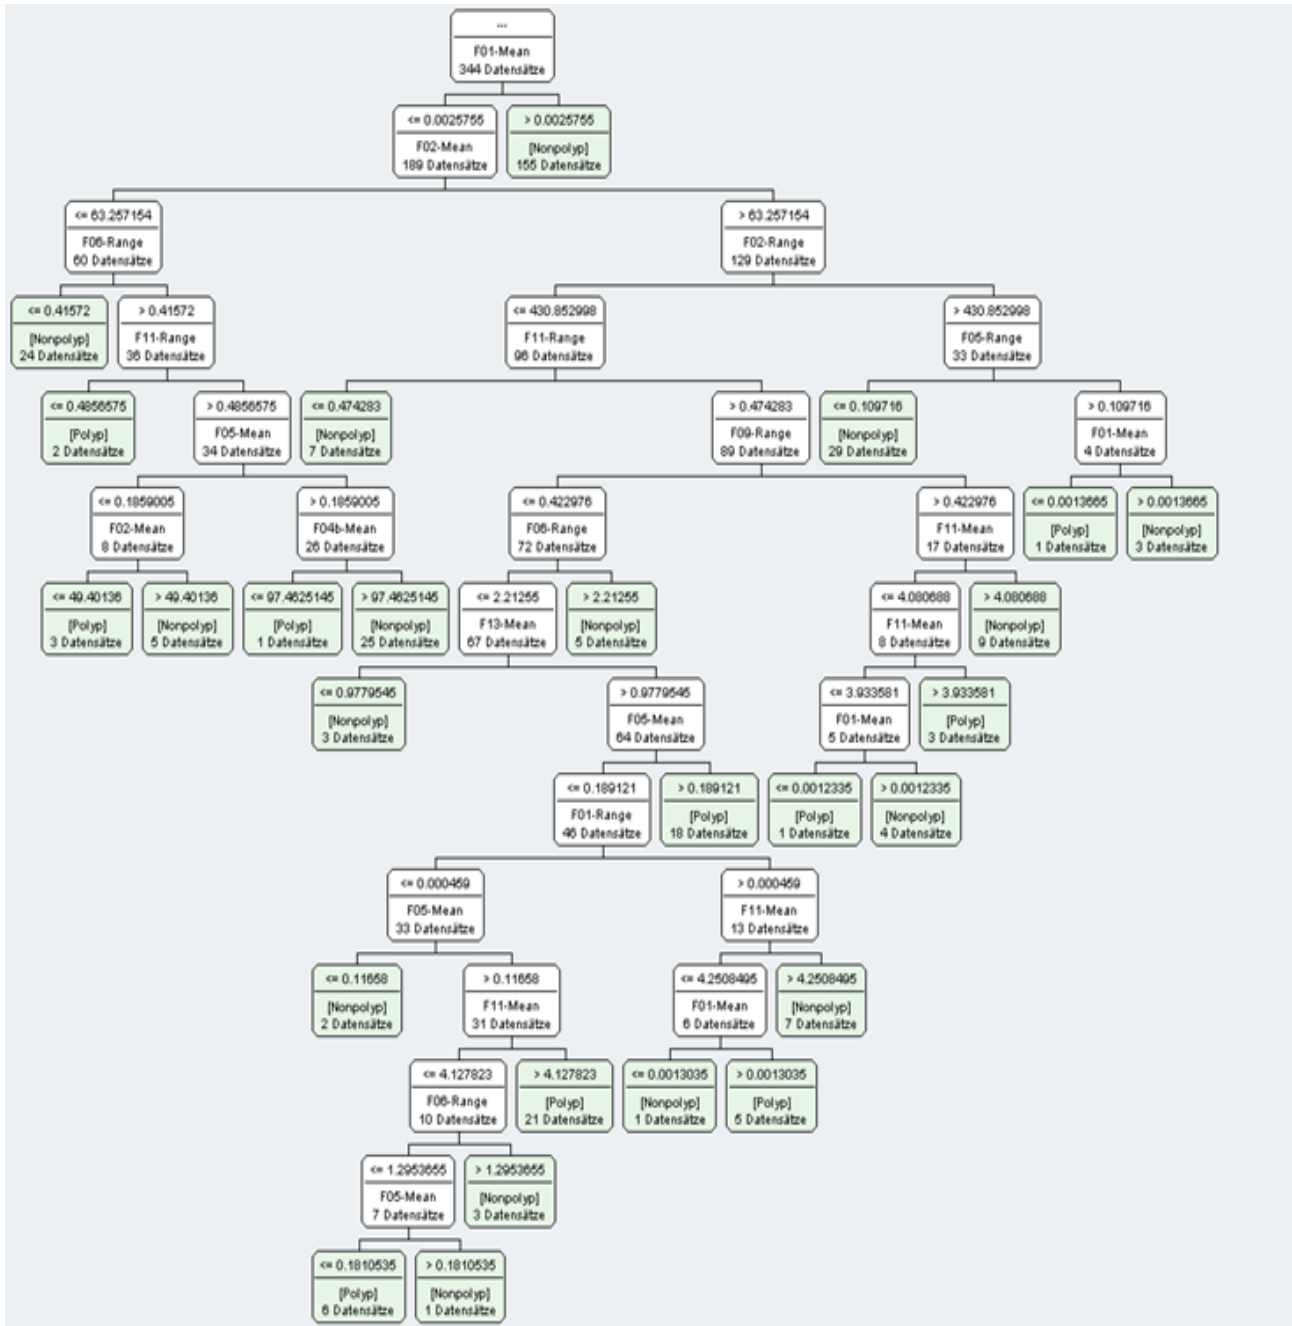 ...
F01-Mean
344 Datensätze
<= 0.0025755
F02-Mean
189 Datensätze
> 0.0025755
[Nonpolyp]
155 Datensätze
<= 63.257154
F06-Range
60 Datensätze
> 63.257154
F02-Range
129 Datensätze
<= 0.41572
[Nonpolyp]
24 Datensätze
> 0.41572
F11-Range
36 Datensätze
<= 430.852998
F11-Range
96 Datensätze
> 430.852998
F05-Range
33 Datensätze
<= 0.4856575
[Polyp]
2 Datensätze
> 0.4856575
F05-Mean
34 Datensätze
<= 0.474283
[Nonpolyp]
7 Datensätze
> 0.474283
F09-Range
89 Datensätze
<= 0.109716
[Nonpolyp]
29 Datensätze
> 0.109716
F01-Mean
4 Datensätze
<= 0.1859005
F02-Mean
8 Datensätze
> 0.1859005
F04b-Mean
26 Datensätze
<= 0.422976
F06-Range
72 Datensätze
> 0.422976
F11-Mean
17 Datensätze
<= 0.0013665
[Polyp]
1 Datensätze
> 0.0013665
[Nonpolyp]
3 Datensätze
<= 49.40136
[Polyp]
3 Datensätze
> 49.40136
[Nonpolyp]
5 Datensätze
<= 97.4625145
[Polyp]
1 Datensätze
> 97.4625145
[Nonpolyp]
25 Datensätze
<= 2.21255
F13-Mean
67 Datensätze
> 2.21255
[Nonpolyp]
5 Datensätze
<= 4.080688
F11-Mean
8 Datensätze
> 4.080688
[Nonpolyp]
9 Datensätze
<= 0.9779545
[Nonpolyp]
3 Datensätze
> 0.9779545
F05-Mean
64 Datensätze
<= 3.933581
F01-Mean
5 Datensätze
> 3.933581
[Polyp]
3 Datensätze
<= 0.189121
F01-Range
46 Datensätze
> 0.189121
[Polyp]
18 Datensätze
<= 0.0012335
[Polyp]
1 Datensätze
> 0.0012335
[Nonpolyp]
4 Datensätze
<= 0.000459
F05-Mean
33 Datensätze
> 0.000459
F11-Mean
13 Datensätze
<= 0.11658
[Nonpolyp]
2 Datensätze
> 0.11658
F11-Mean
31 Datensätze
<= 4.2508495
F01-Mean
6 Datensätze
> 4.2508495
[Nonpolyp]
7 Datensätze
<= 4.127823
F06-Range
10 Datensätze
> 4.127823
[Polyp]
21 Datensätze
<= 0.0013035
[Nonpolyp]
1 Datensätze
> 0.0013035
[Polyp]
5 Datensätze
<= 1.2953655
F05-Mean
7 Datensätze
> 1.2953655
[Nonpolyp]
3 Datensätze
<= 0.1810535
[Polyp]
6 Datensätze
> 0.1810535
[Nonpolyp]
1 Datensätze